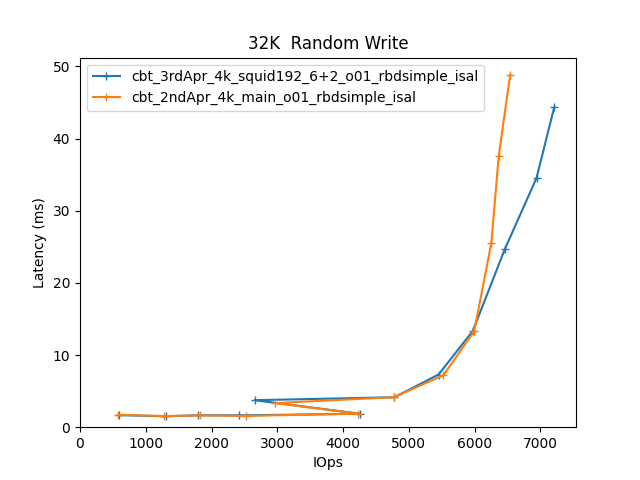 32K  Random Write
cbt_3rdApr_4k_squid192_6+2_o01_rbdsimple_isal
cbt_2ndApr_4k_main_o01_rbdsimple_isal
50
40
30
20
10
0
Latency (ms)
0 1000 2000 3000 4000 5000 6000 7000
IOps